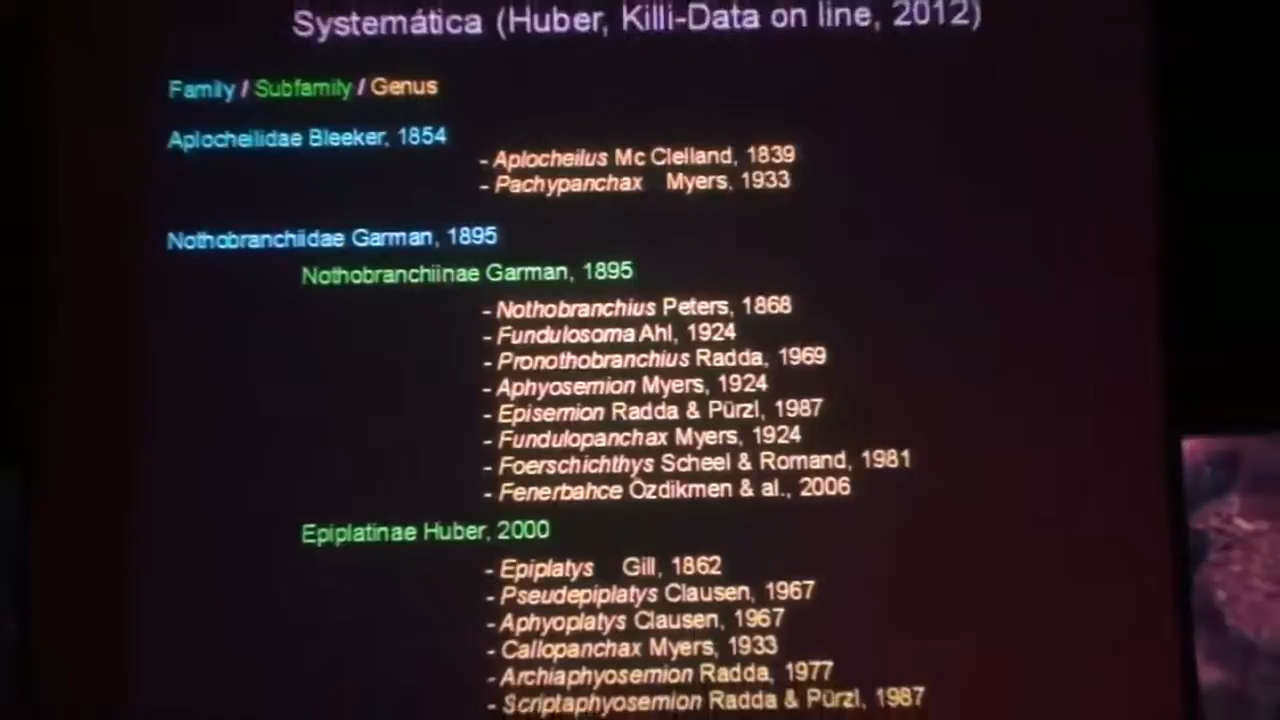 Systemática (Huber, Killi-Data on line, 2012)
Family / Subfamily / Genus
Aplocheilidae Bleeker, 1854
- Aplocheilus Mc Clelland, 1839
- Pachypanchax Myers, 1933
Nothobranchiidae Garman, 1895
Nothobranchiinae Garman, 1895
- Nothobranchius Peters, 1868
- Fundulosoma Ahl, 1924
- Pronothobranchius Radda, 1969
- Aphyosemion Myers, 1924
- Episemion Radda & Pürzl, 1987
- Fundulopanchax Myers, 1924
- Foerschichthys Scheel & Romand, 1981
- Fenerbahce Özdikmen & al., 2006
Epiplatinae Huber, 2000
- Epiplatys Gill, 1862
- Pseudepiplatys Clausen, 1967
- Aphyoplatys Clausen, 1967
- Callopanchax Myers, 1933
- Archiaphyosemion Radda, 1977
- Scriptaphyosemion Radda & Pürzl, 1987